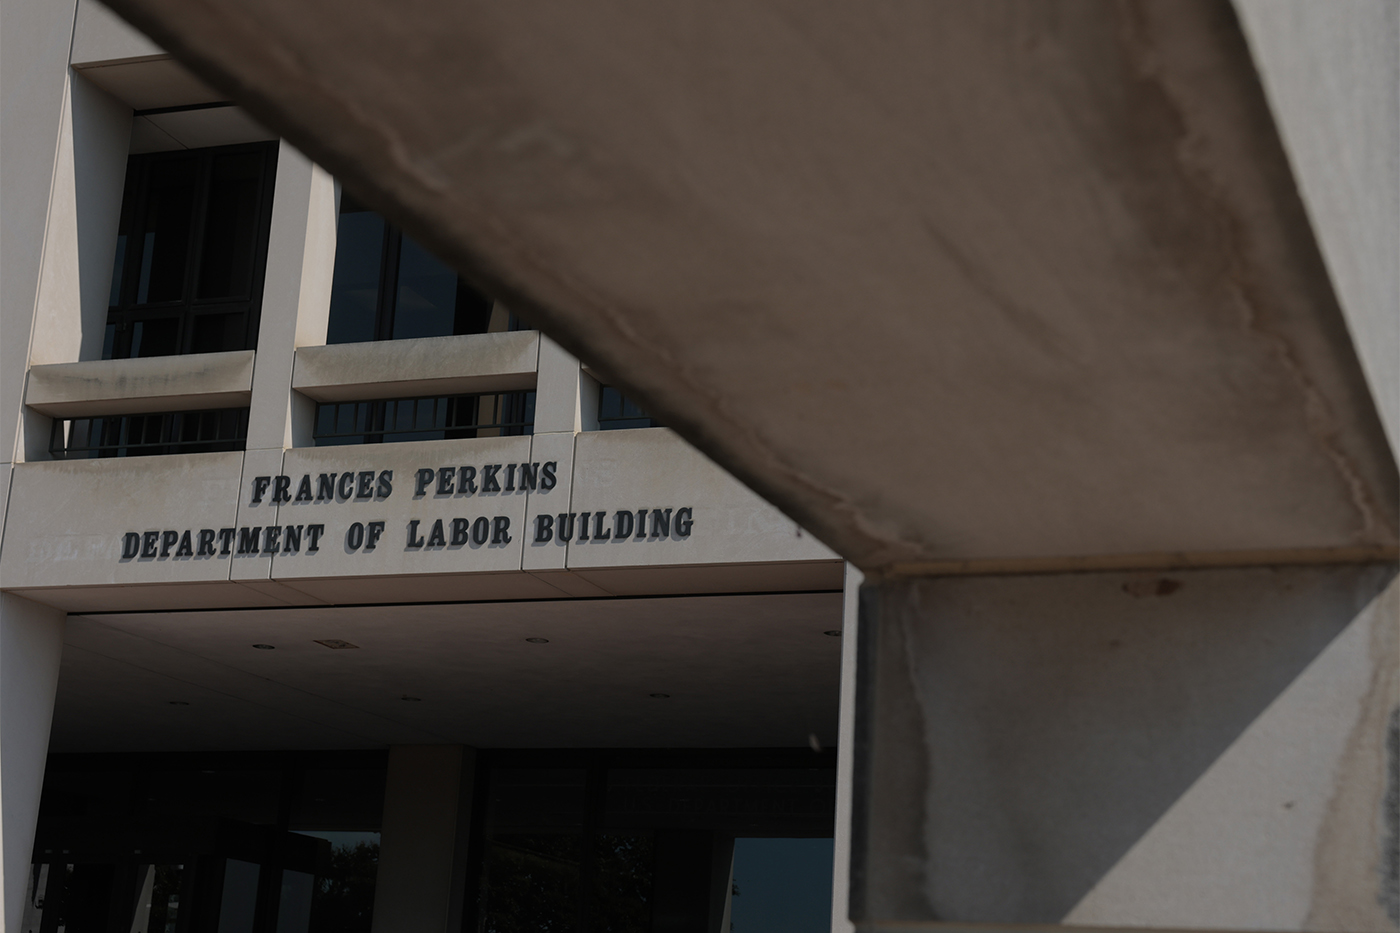 FRANCES PERKINS
DEPARTMENT OF LABOR BUILDING